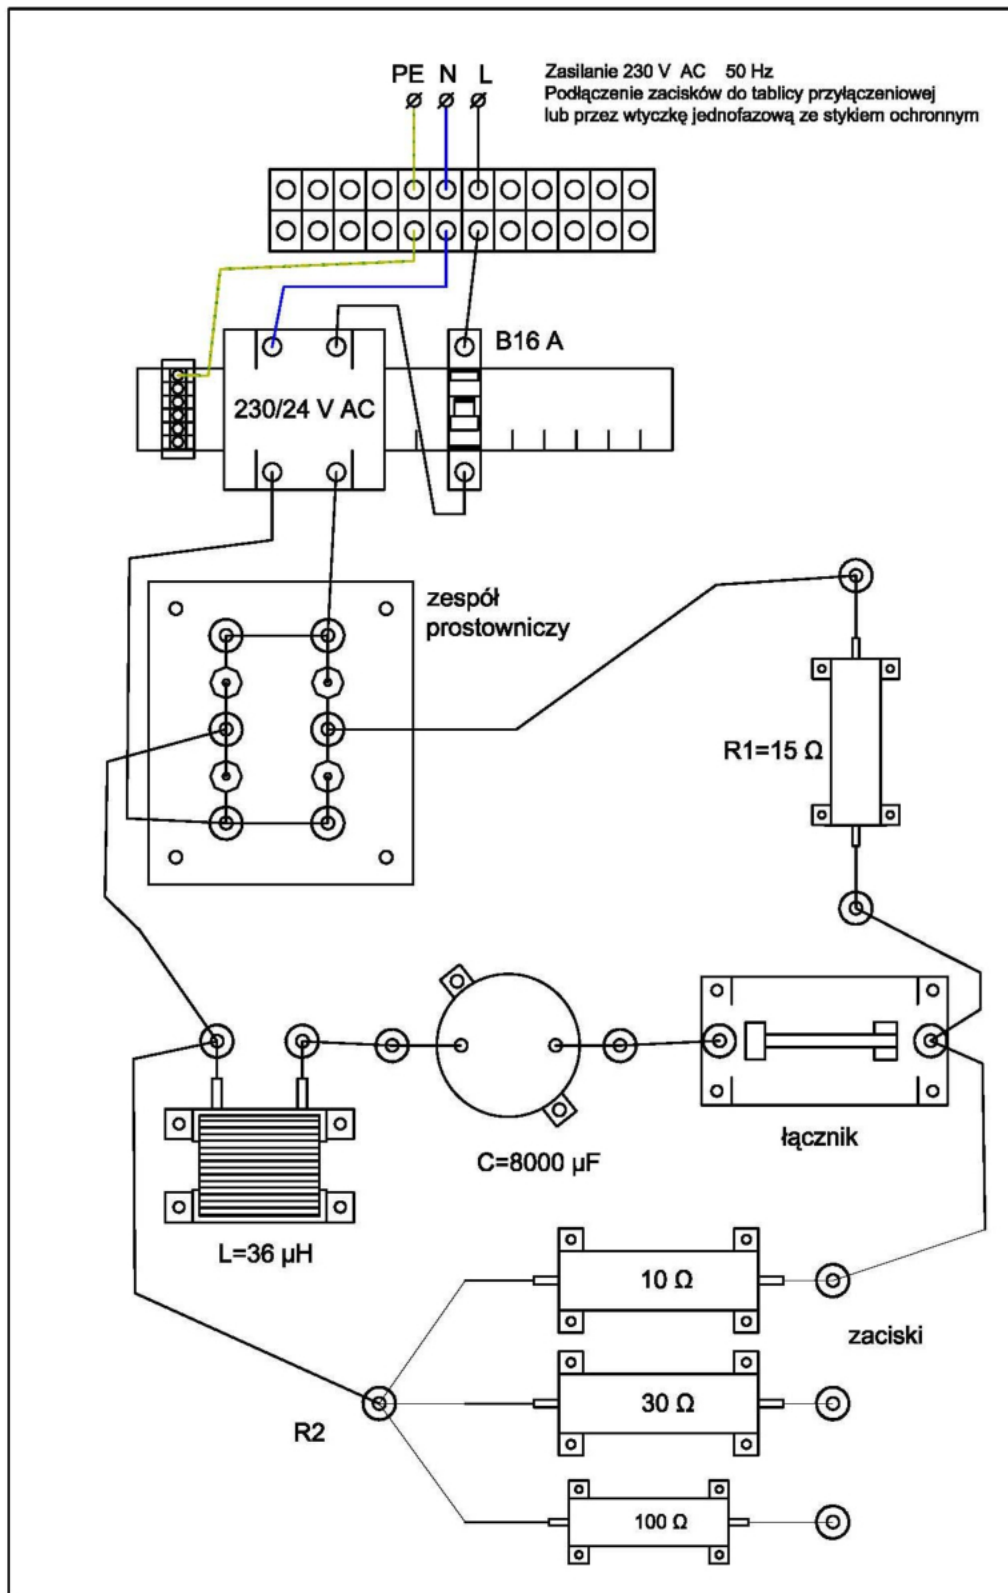 PE N L
Zasilanie 230 V AC 50 Hz
Podłączenie zacisków do tablicy przyłączeniowej
lub przez wtyczkę jednofazową ze stykiem ochronnym
B16 A
230/24 V AC
zespół
prostowniczy
R1=15 Ω
łącznik
C=8000 µF
L=36 µH
10 Ω
zaciski
30 Ω
R2
100 Ω